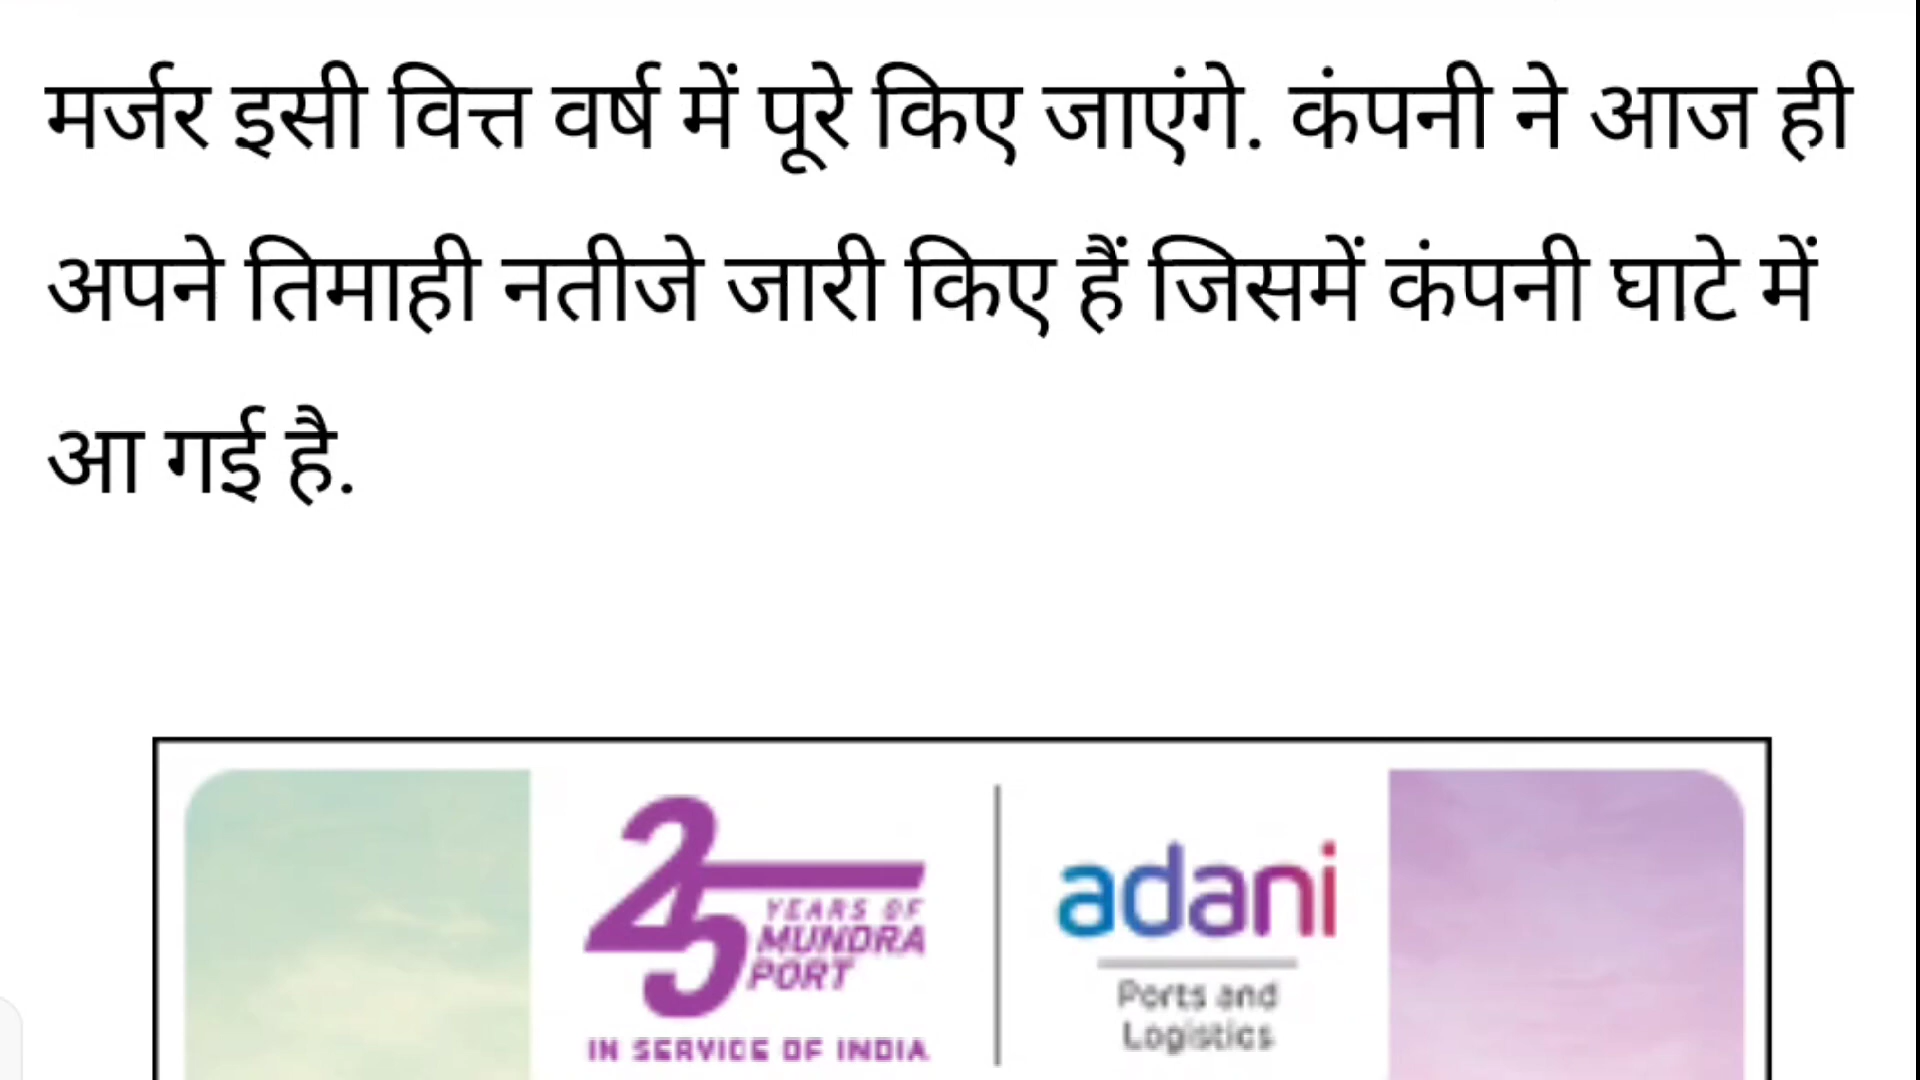 मर्जर इसी वित्त वर्ष में पूरे किए जाएंगे. कंपनी ने आज ही
अपने तिमाही नतीजे जारी किए हैं जिसमें कंपनी घाटे में
आ गई है.
25
YEARS OF
MUNDRA
PORT
IN SERVICE OF INDIA
adani
Ports and
Logistics